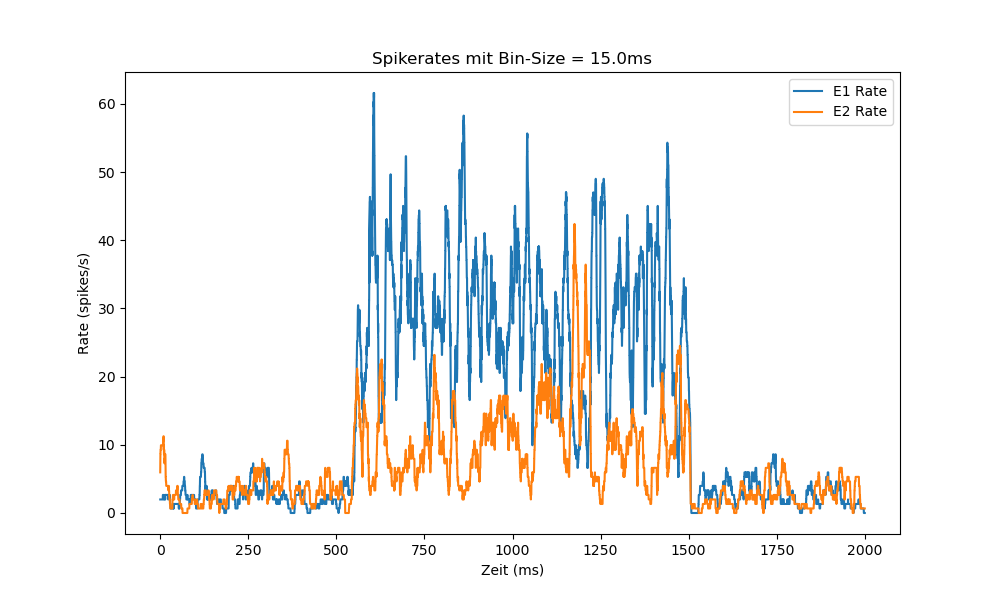 Spikerates mit Bin-Size = 15.0ms
E1 Rate
E2 Rate
Rate (spikes/s)
60
50
40
30
20
10
0
0 250 500 750 1000 1250 1500 1750 2000
Zeit (ms)